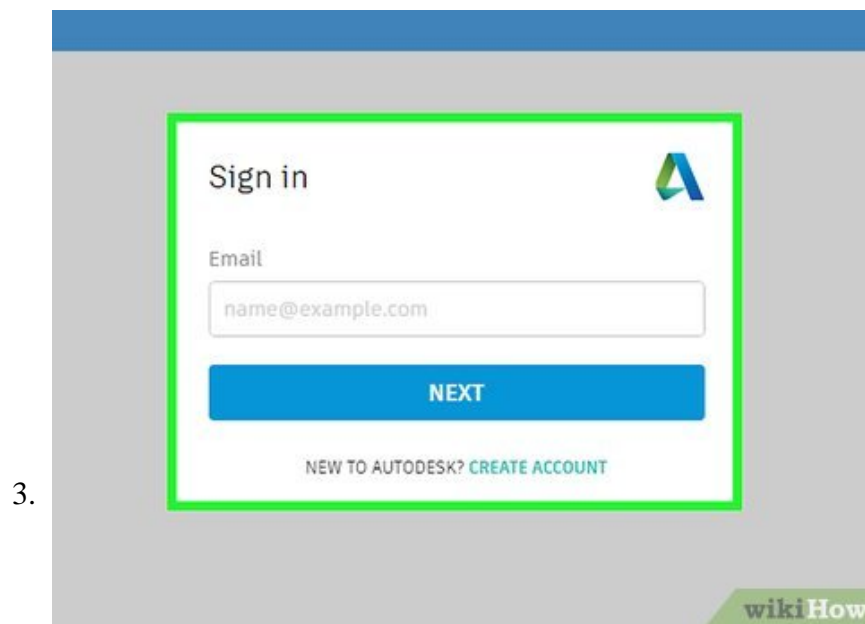 Sign in
Email
name@example.com
NEXT
NEW TO AUTODESK? CREATE ACCOUNT
3.
wikiHow